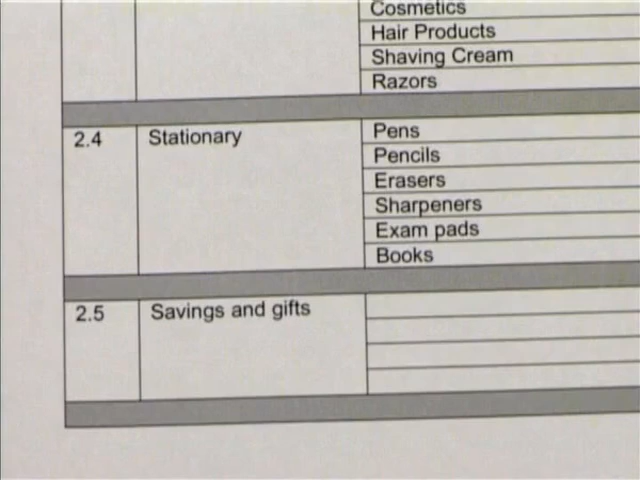 Cosmetics
Hair Products
Shaving Cream
Razors
2.4 Stationary Pens
Pencils
Erasers
Sharpeners
Exam pads
Books
2.5 Savings and gifts